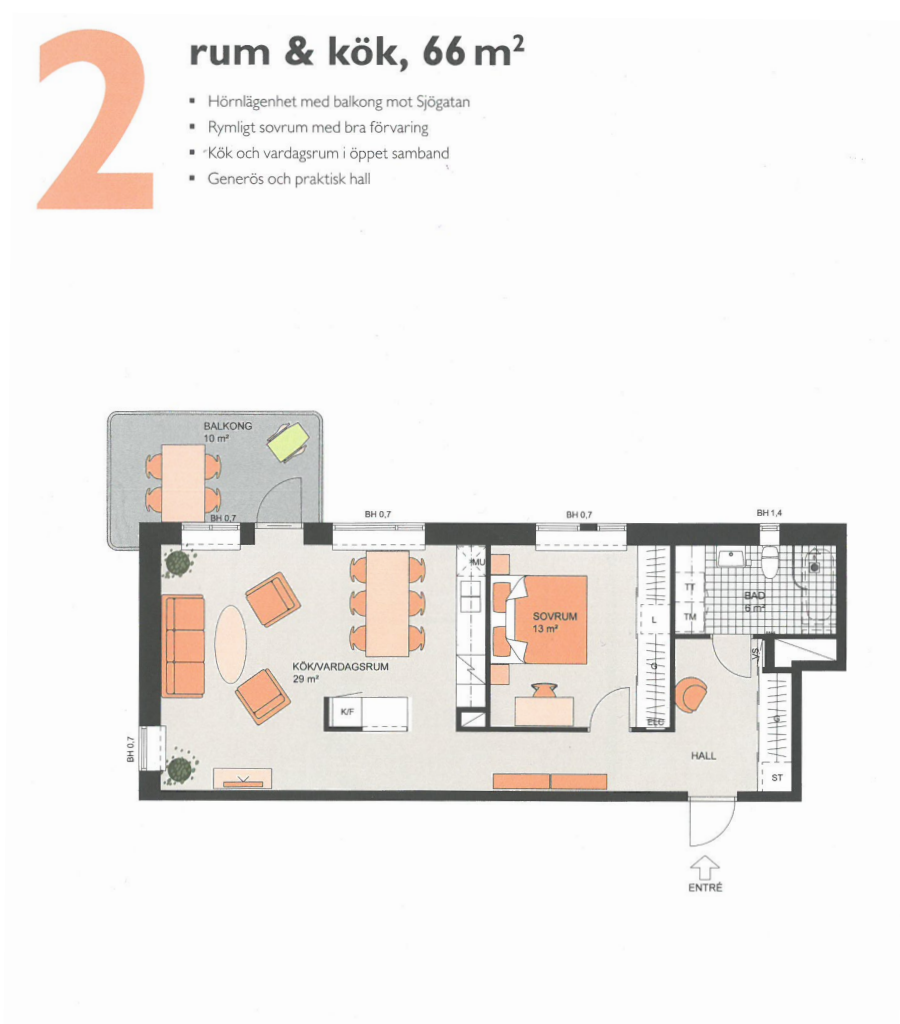 2
rum & kök, 66 m²
▪ Hörnlägenhet med balkong mot Sjögatan
▪ Rymligt sovrum med bra förvaring
▪ Kök och vardagsrum i öppet samband
▪ Generös och praktisk hall
BALKONG
10 m²
BH 0,7
BH 0,7
BH 0,7
BH 1,4
MU
TT
TM
BAD
6 m²
SOVRUM
13 m²
L
G
ELC
VS
KÖK/VARDAGSRUM
29 m²
K/F
G
BH 0,7
HALL
ST
ENTRÉ